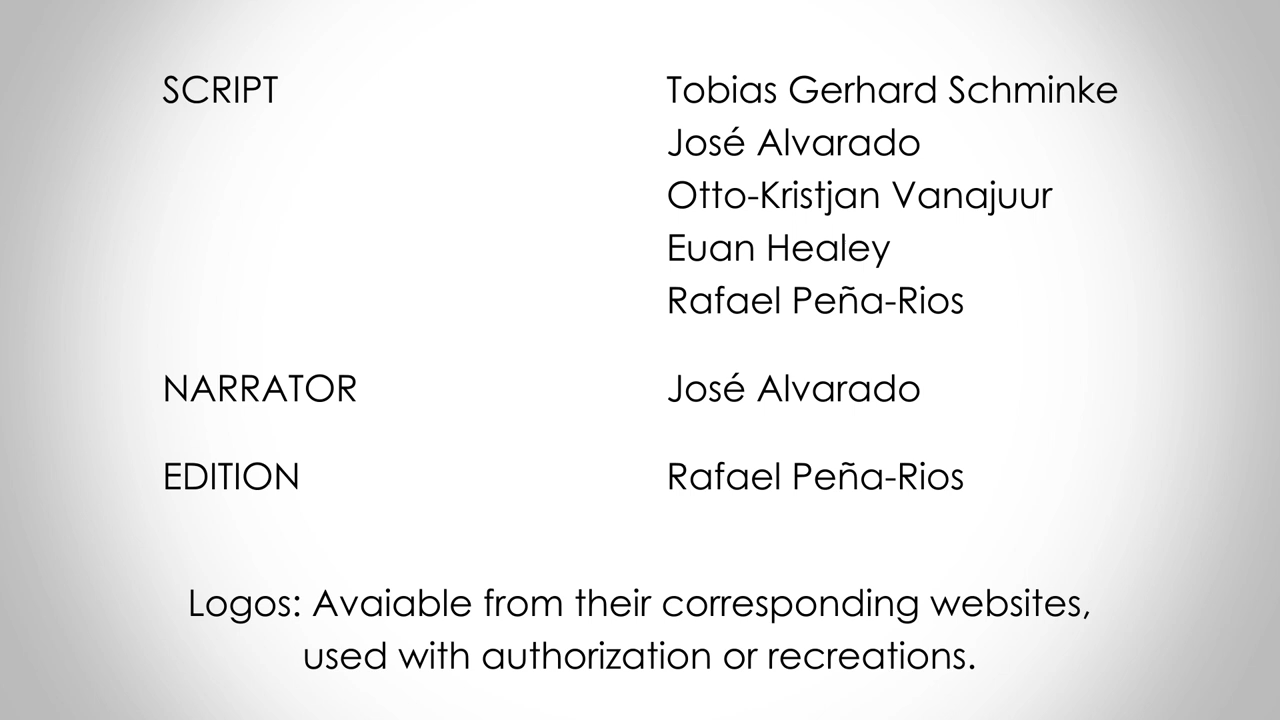 SCRIPT Tobias Gerhard Schminke
José Alvarado
Otto-Kristjan Vanajuur
Euan Healey
Rafael Peña-Rios
NARRATOR José Alvarado
EDITION Rafael Peña-Rios
Logos: Avaiable from their corresponding websites,
used with authorization or recreations.